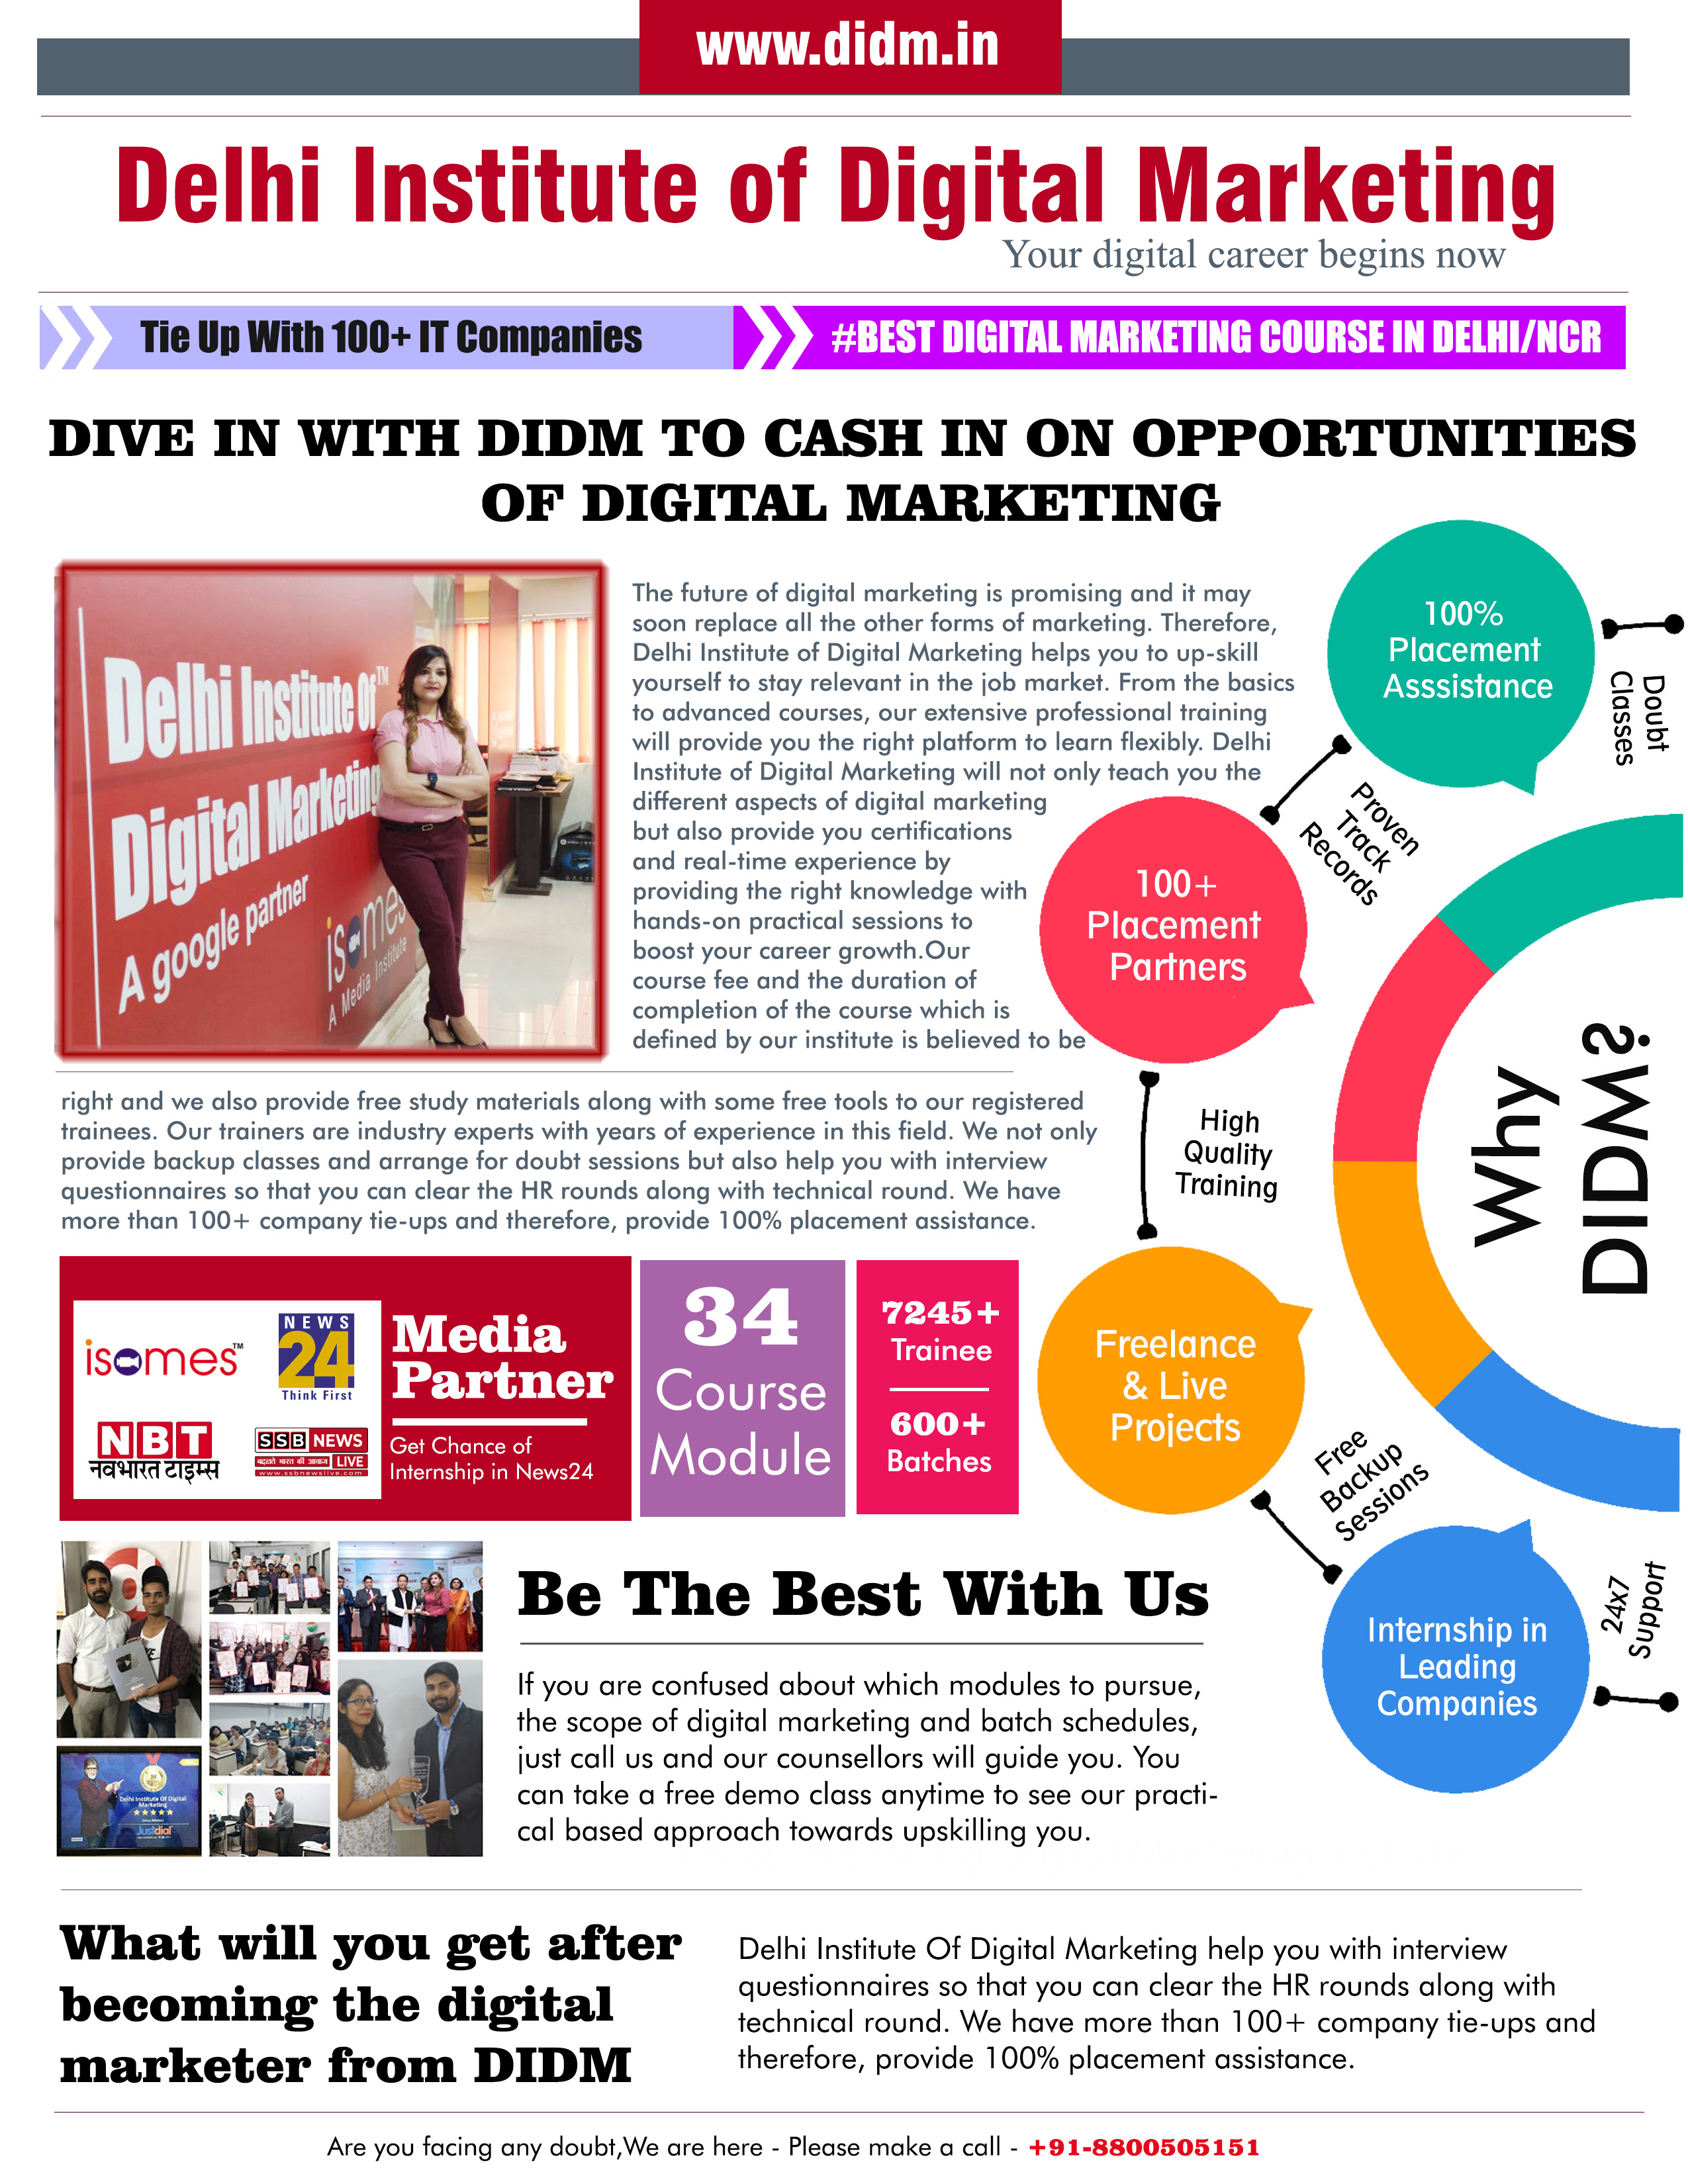 www.didm.in
Delhi Institute of Digital Marketing
Your digital career begins now
Tie Up With 100+ IT Companies
#BEST DIGITAL MARKETING COURSE IN DELHI/NCR
DIVE IN WITH DIDM TO CASH IN ON OPPORTUNITIES
OF DIGITAL MARKETING
Delhi Institute Of TM
Digital Marketing
A google partner
isomes
A Media Institute
The future of digital marketing is promising and it may
soon replace all the other forms of marketing. Therefore,
Delhi Institute of Digital Marketing helps you to up-skill
yourself to stay relevant in the job market. From the basics
to advanced courses, our extensive professional training
will provide you the right platform to learn flexibly. Delhi
Institute of Digital Marketing will not only teach you the
different aspects of digital marketing
but also provide you certifications
and real-time experience by
providing the right knowledge with
hands-on practical sessions to
boost your career growth.Our
course fee and the duration of
completion of the course which is
defined by our institute is believed to be
right and we also provide free study materials along with some free tools to our registered
trainees. Our trainers are industry experts with years of experience in this field. We not only
provide backup classes and arrange for doubt sessions but also help you with interview
questionnaires so that you can clear the HR rounds along with technical round. We have
more than 100+ company tie-ups and therefore, provide 100% placement assistance.
100%
Placement
Asssistance
Doubt
Classes
Proven
Track
Records
100+
Placement
Partners
High
Quality
Training
Why
DIDM?
Freelance
& Live
Projects
Free
Backup
Sessions
Internship in
Leading
Companies
24x7
Support
isomes TM
NEWS
24
Think First
NBT
नवभारत टाइम्स
SSB NEWS
बदलते भारत की आवाज LIVE
www.ssbnewslive.com
Media
Partner
Get Chance of
Internship in News24
34
Course
Module
7245+
Trainee
600+
Batches
Delhi Institute Of Digital
Marketing
Justdial
Be The Best With Us
If you are confused about which modules to pursue,
the scope of digital marketing and batch schedules,
just call us and our counsellors will guide you. You
can take a free demo class anytime to see our practi-
cal based approach towards upskilling you.
What will you get after
becoming the digital
marketer from DIDM
Delhi Institute Of Digital Marketing help you with interview
questionnaires so that you can clear the HR rounds along with
technical round. We have more than 100+ company tie-ups and
therefore, provide 100% placement assistance.
Are you facing any doubt,We are here - Please make a call - +91-8800505151